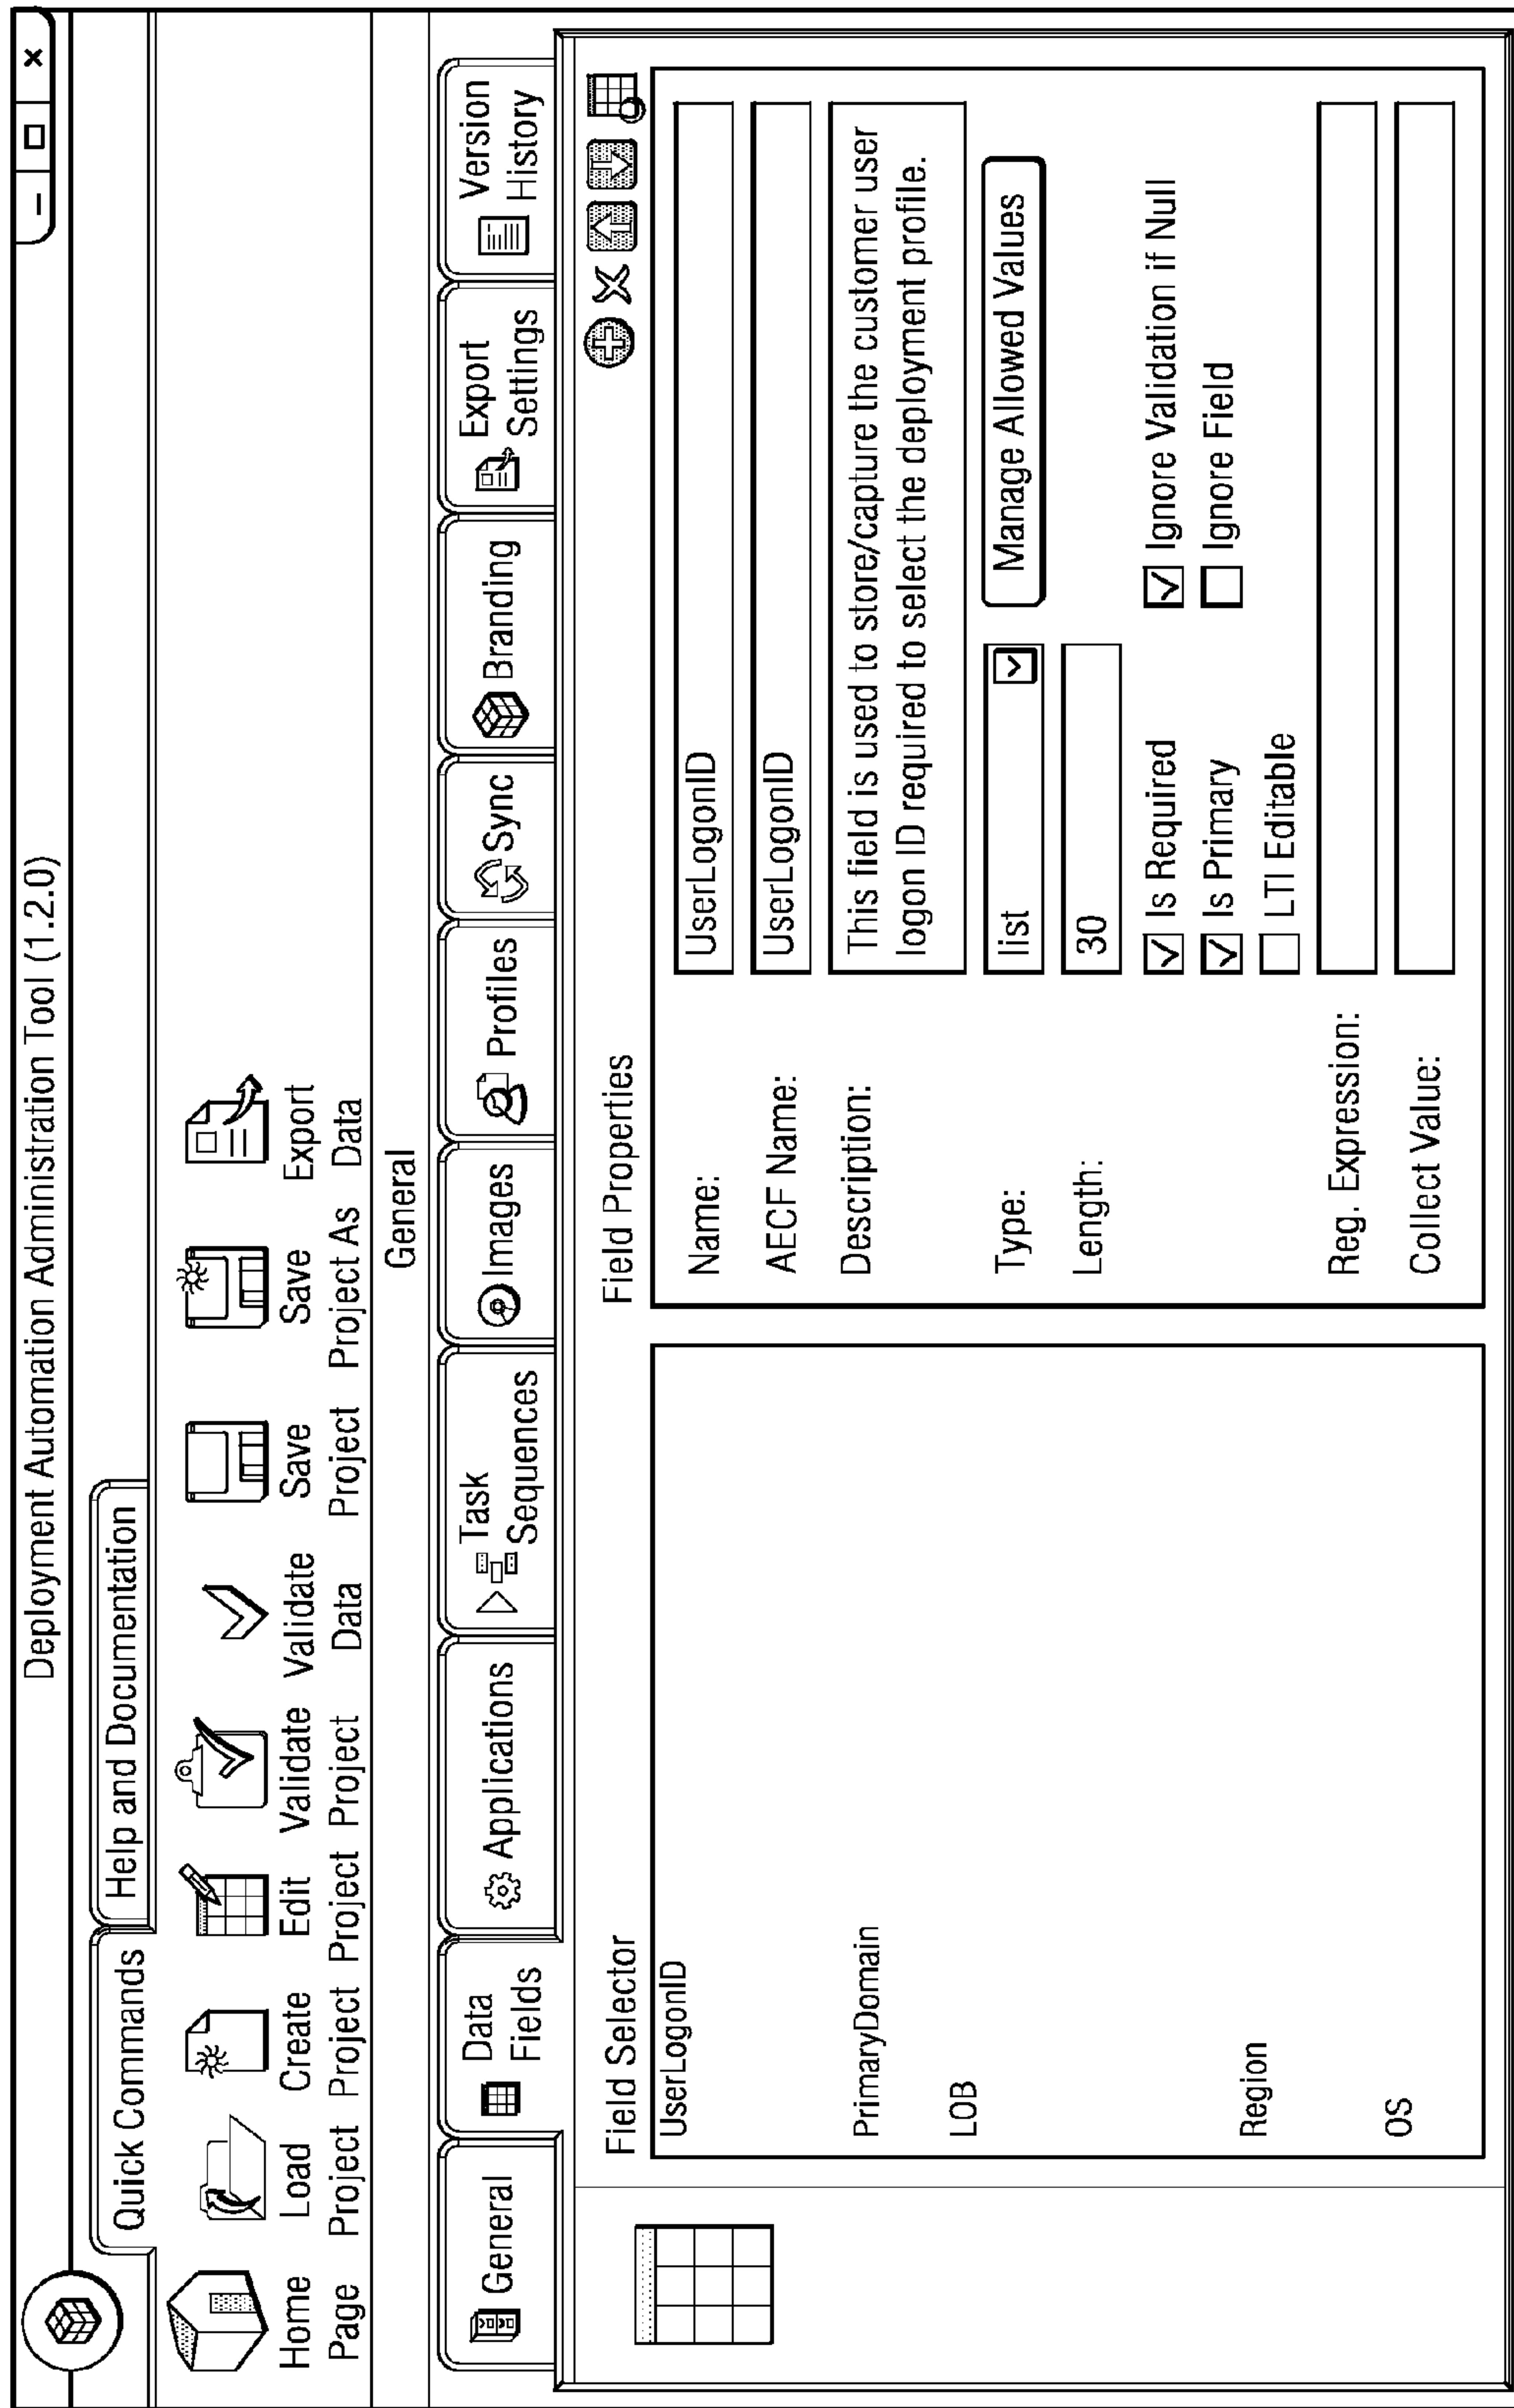 Deployment Automation Administration Tool (1.2.0)
Quick Commands
Help and Documentation
Home Page
Load Project
Create Project
Edit Project
Validate Project
Validate Data
Save Project
Save Project As
Export Data
General
General
Data Fields
Applications
Task Sequences
Images
Profiles
Sync
Branding
Export Settings
Version History
Field Selector
UserLogonID
PrimaryDomain
LOB
Region
OS
Field Properties
Name: UserLogonID
AECF Name: UserLogonID
Description: This field is used to store/capture the customer user
logon ID required to select the deployment profile.
Type: list Manage Allowed Values
Length: 30
Is Required Ignore Validation if Null
Is Primary Ignore Field
LTI Editable
Reg. Expression:
Collect Value: